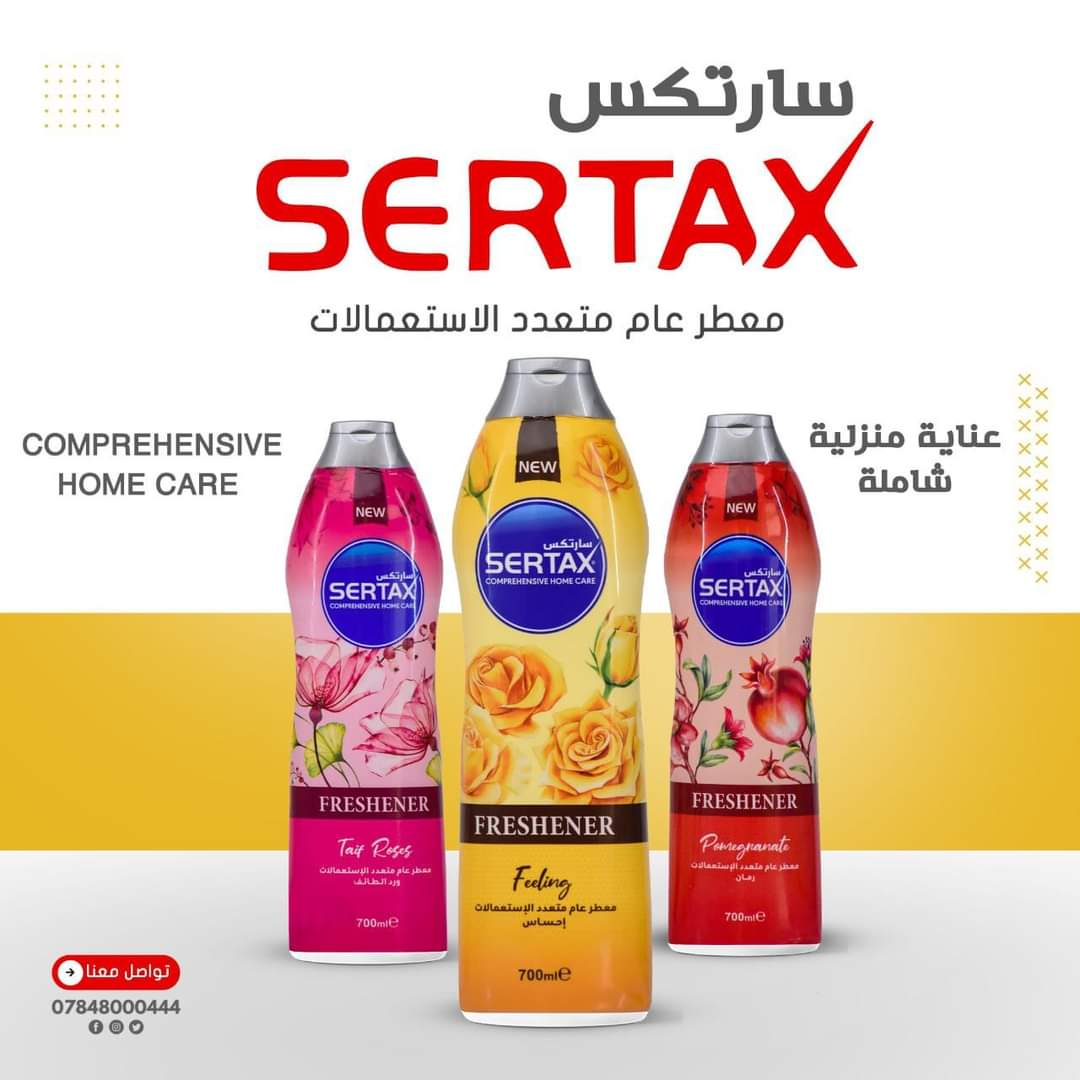 سارتكس
SERTAX
معطر عام متعدد الاستعمالات
COMPREHENSIVE
HOME CARE
عناية منزلية
شاملة
NEW
سارتكس
SERTAX
COMPREHENSIVE HOME CARE
FRESHENER
Taif Roses
معطر عام متعدد الإستعمالات
ورد الطائف
700ml℮
NEW
سارتكس
SERTAX®
COMPREHENSIVE HOME CARE
FRESHENER
Feeling
معطر عام متعدد الإستعمالات
إحساس
700ml℮
NEW
سارتكس
SERTAX
COMPREHENSIVE HOME CARE
FRESHENER
Pomegranate
معطر عام متعدد الإستعمالات
رمان
700ml℮
تواصل معنا
07848000444